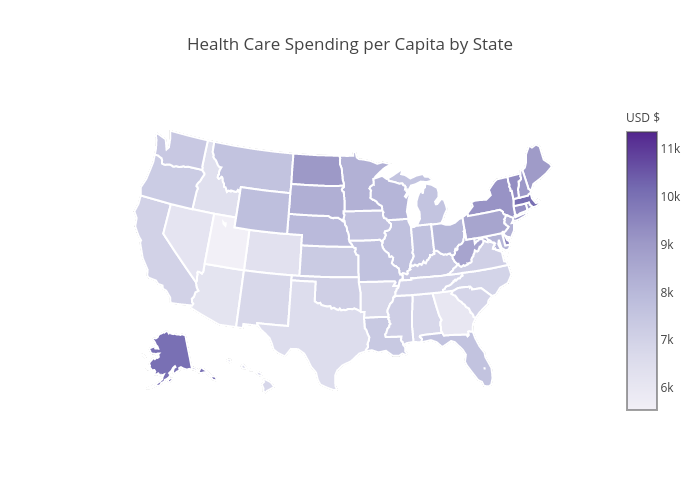 Health Care Spending per Capita by State
USD $
11k
10k
9k
8k
7k
6k